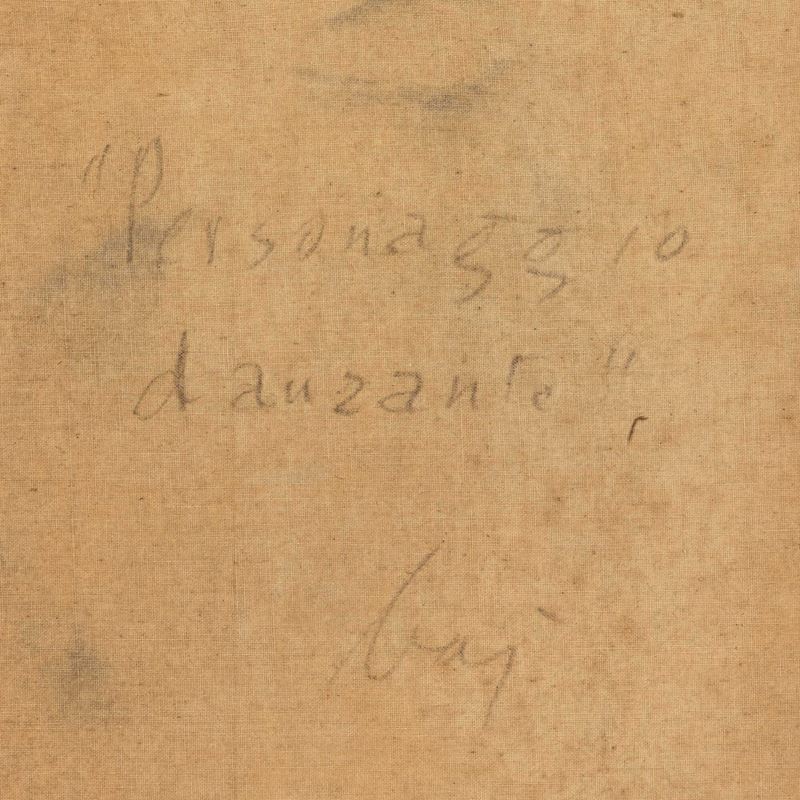 "Personaggio
danzante",
baj